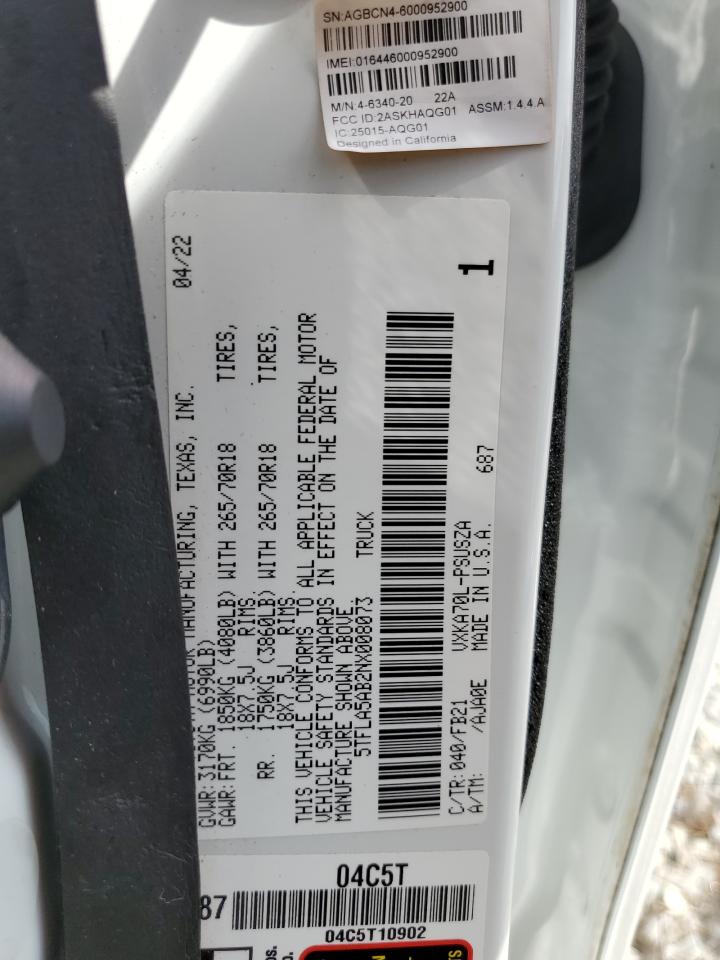 SN:AGBCN4-6000952900
IMEI:016446000952900
M/N:4-6340-20 22A
FCC ID:2ASKHAQG01 ASSM:1.4.4.A
IC:25015-AQG01
Designed in California
MANUFACTURING, TEXAS, INC. 04/22
GVWR:3170KG (6990LB)
GAWR:FRT. 1850KG (4080LB) WITH 265/70R18 TIRES,
18X7.5J RIMS
RR. 1750KG (3860LB) WITH 265/70R18 TIRES,
18X7.5J RIMS
THIS VEHICLE CONFORMS TO ALL APPLICABLE FEDERAL MOTOR
VEHICLE SAFETY STANDARDS IN EFFECT ON THE DATE OF
MANUFACTURE SHOWN ABOVE.
5TFLA5AB2NX008073 TRUCK
1
C/TR:040/FB21 VXKA70L-PSUSZA 687
A/TM: /AJA0E MADE IN U.S.A.
04C5T
87
04C5T10902